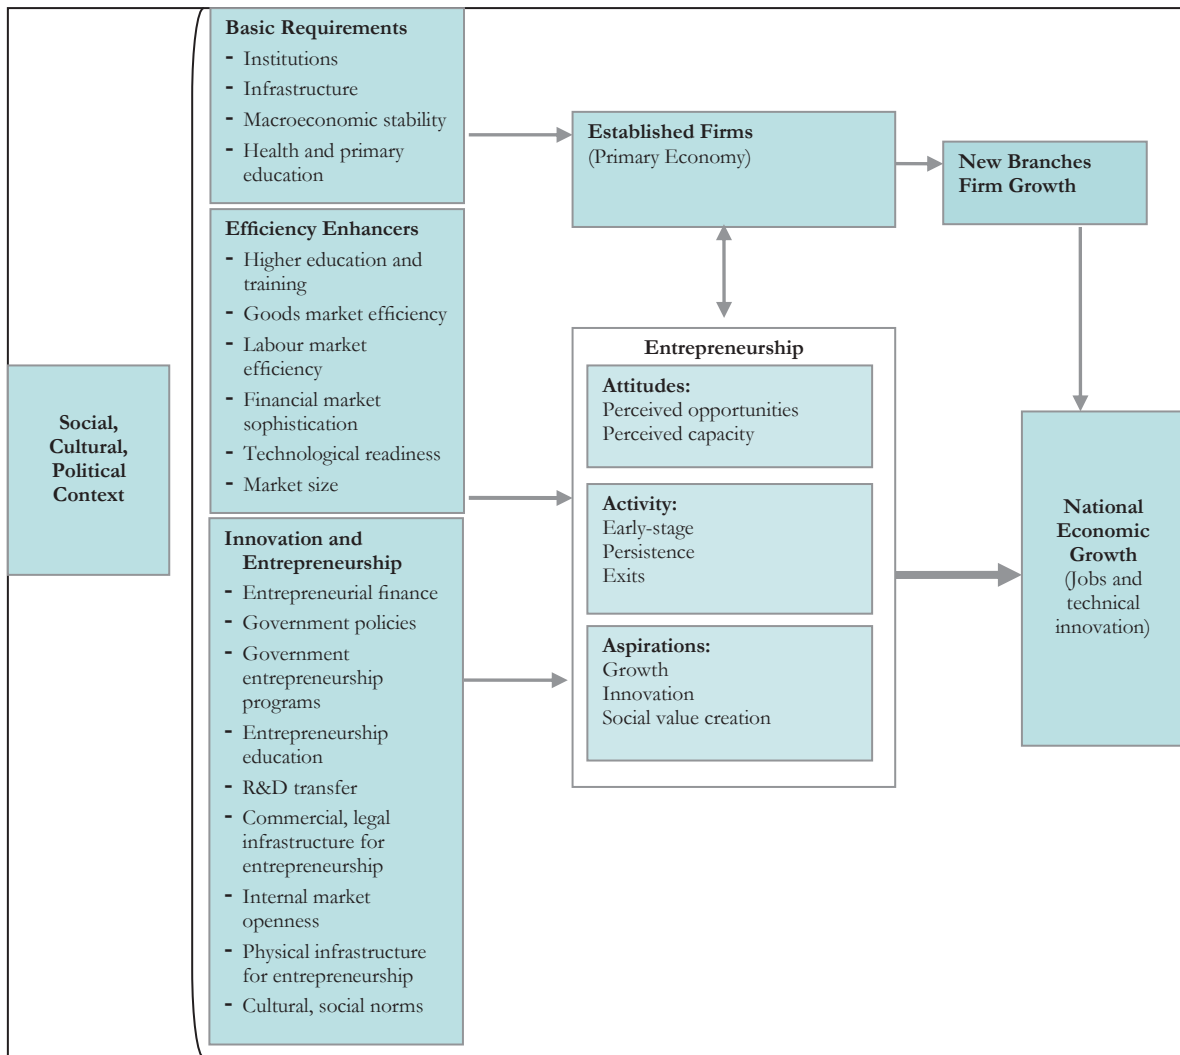 Social,
Cultural,
Political
Context
Basic Requirements
- Institutions
- Infrastructure
- Macroeconomic stability
- Health and primary
education
Efficiency Enhancers
- Higher education and
training
- Goods market efficiency
- Labour market
efficiency
- Financial market
sophistication
- Technological readiness
- Market size
Innovation and
Entrepreneurship
- Entrepreneurial finance
- Government policies
- Government
entrepreneurship
programs
- Entrepreneurship
education
- R&D transfer
- Commercial, legal
infrastructure for
entrepreneurship
- Internal market
openness
- Physical infrastructure
for entrepreneurship
- Cultural, social norms
Established Firms
(Primary Economy)
New Branches
Firm Growth
Entrepreneurship
Attitudes:
Perceived opportunities
Perceived capacity
Activity:
Early-stage
Persistence
Exits
Aspirations:
Growth
Innovation
Social value creation
National
Economic
Growth
(Jobs and
technical
innovation)